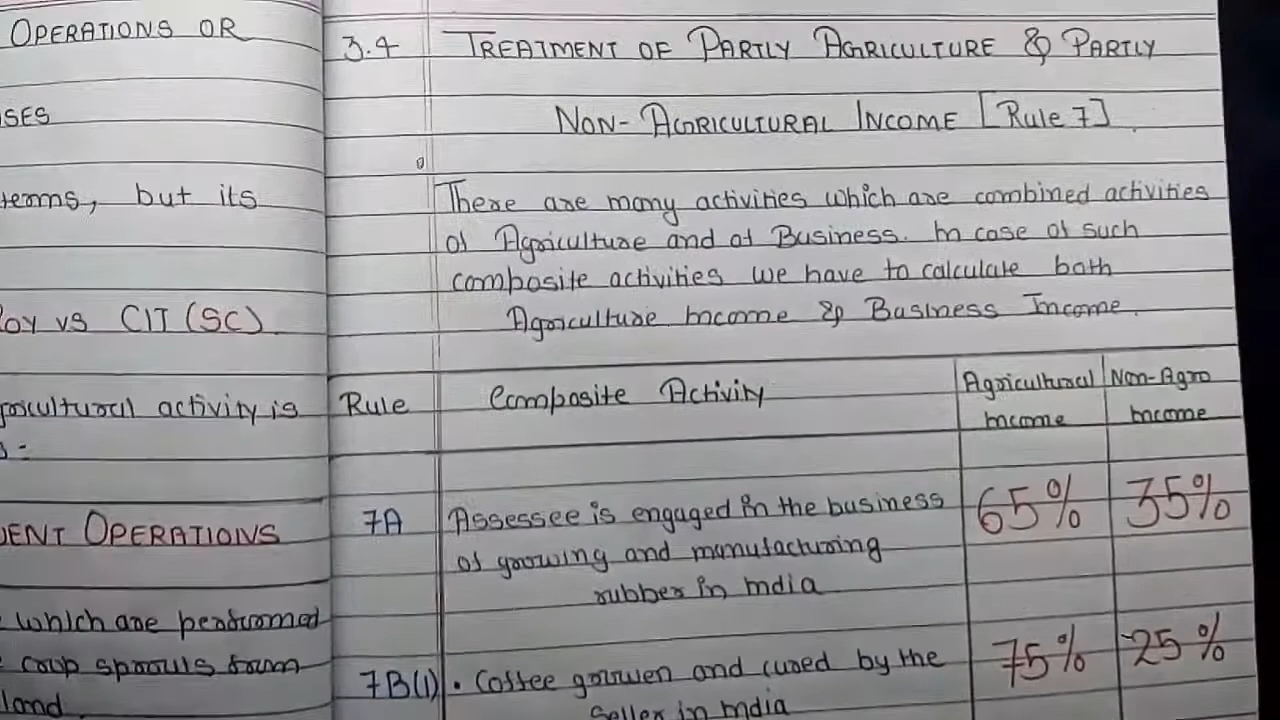 OPERATIONS OR
SES
terms, but its
vs CIT (SC)
activity is
OPERATIONS
which are performed
crop sprouts from
land
3.4 TREATMENT OF PARTLY AGRICULTURE & PARTLY
NON-AGRICULTURAL INCOME [Rule 7]
There are many activities which are combined activities
of Agriculture and of Business. In case of such
composite activities we have to calculate both
Agriculture Income & Business Income.
Rule Composite Activity Agricultural Income Non-Agro Income
7A Assessee is engaged in the business 65% 35%
of growing and manufacturing
rubber in India
7B(1) • Coffee grown and cured by the 75% 25%
Seller in India